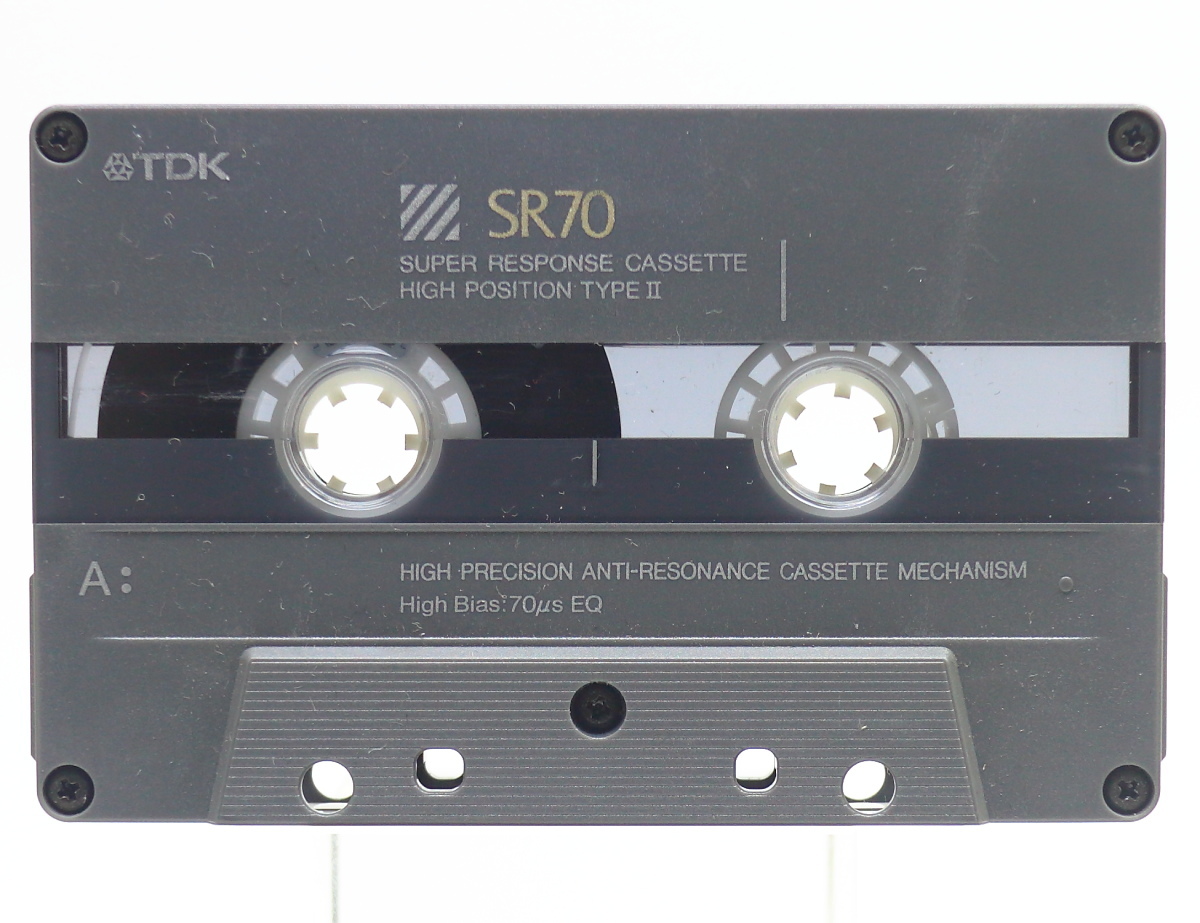 TDK
SR70
SUPER RESPONSE CASSETTE
HIGH POSITION TYPE II
A:
HIGH PRECISION ANTI-RESONANCE CASSETTE MECHANISM
High Bias:70μs EQ